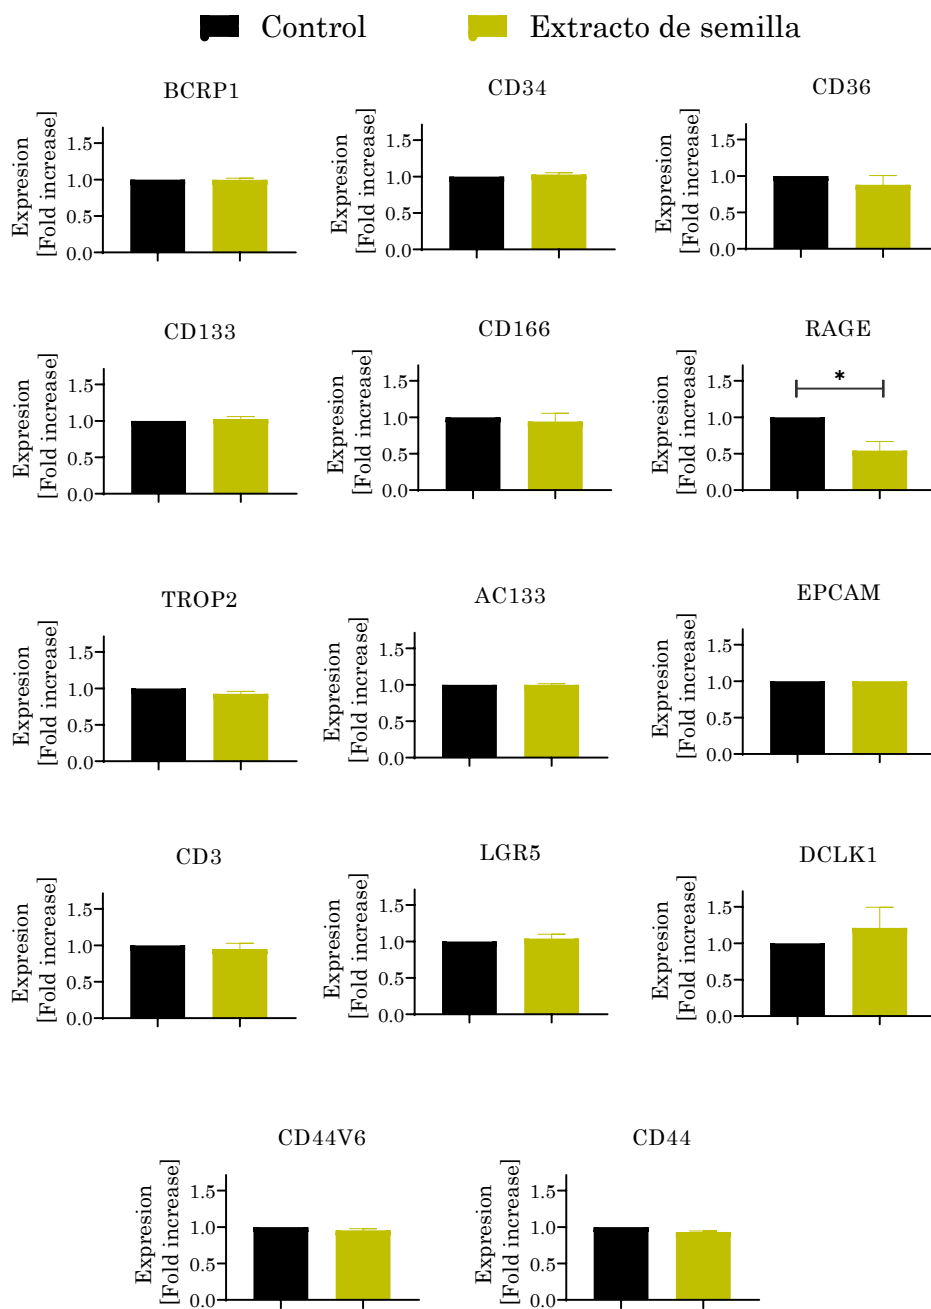 Control Extracto de semilla
BCRP1 CD34 CD36
Expresion [Fold increase] 1.5 1.0 0.5 0.0
Expresion [Fold increase] 1.5 1.0 0.5 0.0
Expresion [Fold increase] 1.5 1.0 0.5 0.0
CD133 CD166 RAGE
Expresion [Fold increase] 1.5 1.0 0.5 0.0
Expresion [Fold increase] 1.5 1.0 0.5 0.0
Expresion [Fold increase] 1.5 1.0 0.5 0.0
*
TROP2 AC133 EPCAM
Expresion [Fold increase] 1.5 1.0 0.5 0.0
Expresion [Fold increase] 1.5 1.0 0.5 0.0
Expresion [Fold increase] 1.5 1.0 0.5 0.0
CD3 LGR5 DCLK1
Expresion [Fold increase] 1.5 1.0 0.5 0.0
Expresion [Fold increase] 1.5 1.0 0.5 0.0
Expresion [Fold increase] 1.5 1.0 0.5 0.0
CD44V6 CD44
Expresion [Fold increase] 1.5 1.0 0.5 0.0
Expresion [Fold increase] 1.5 1.0 0.5 0.0